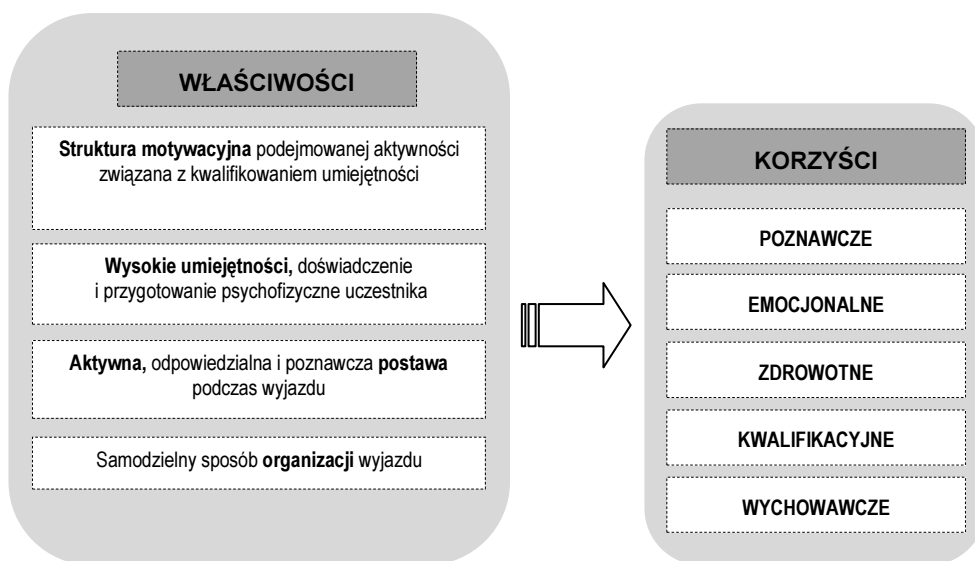 WŁAŚCIWOŚCI
Struktura motywacyjna podejmowanej aktywności
związana z kwalifikowaniem umiejętności
Wysokie umiejętności, doświadczenie
i przygotowanie psychofizyczne uczestnika
Aktywna, odpowiedzialna i poznawcza postawa
podczas wyjazdu
Samodzielny sposób organizacji wyjazdu
KORZYŚCI
POZNAWCZE
EMOCJONALNE
ZDROWOTNE
KWALIFIKACYJNE
WYCHOWAWCZE